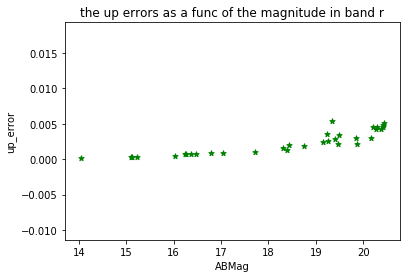 the up errors as a func of the magnitude in band r
0.015
0.010
0.005
0.000
−0.005
−0.010
up_error
14 15 16 17 18 19 20
ABMag